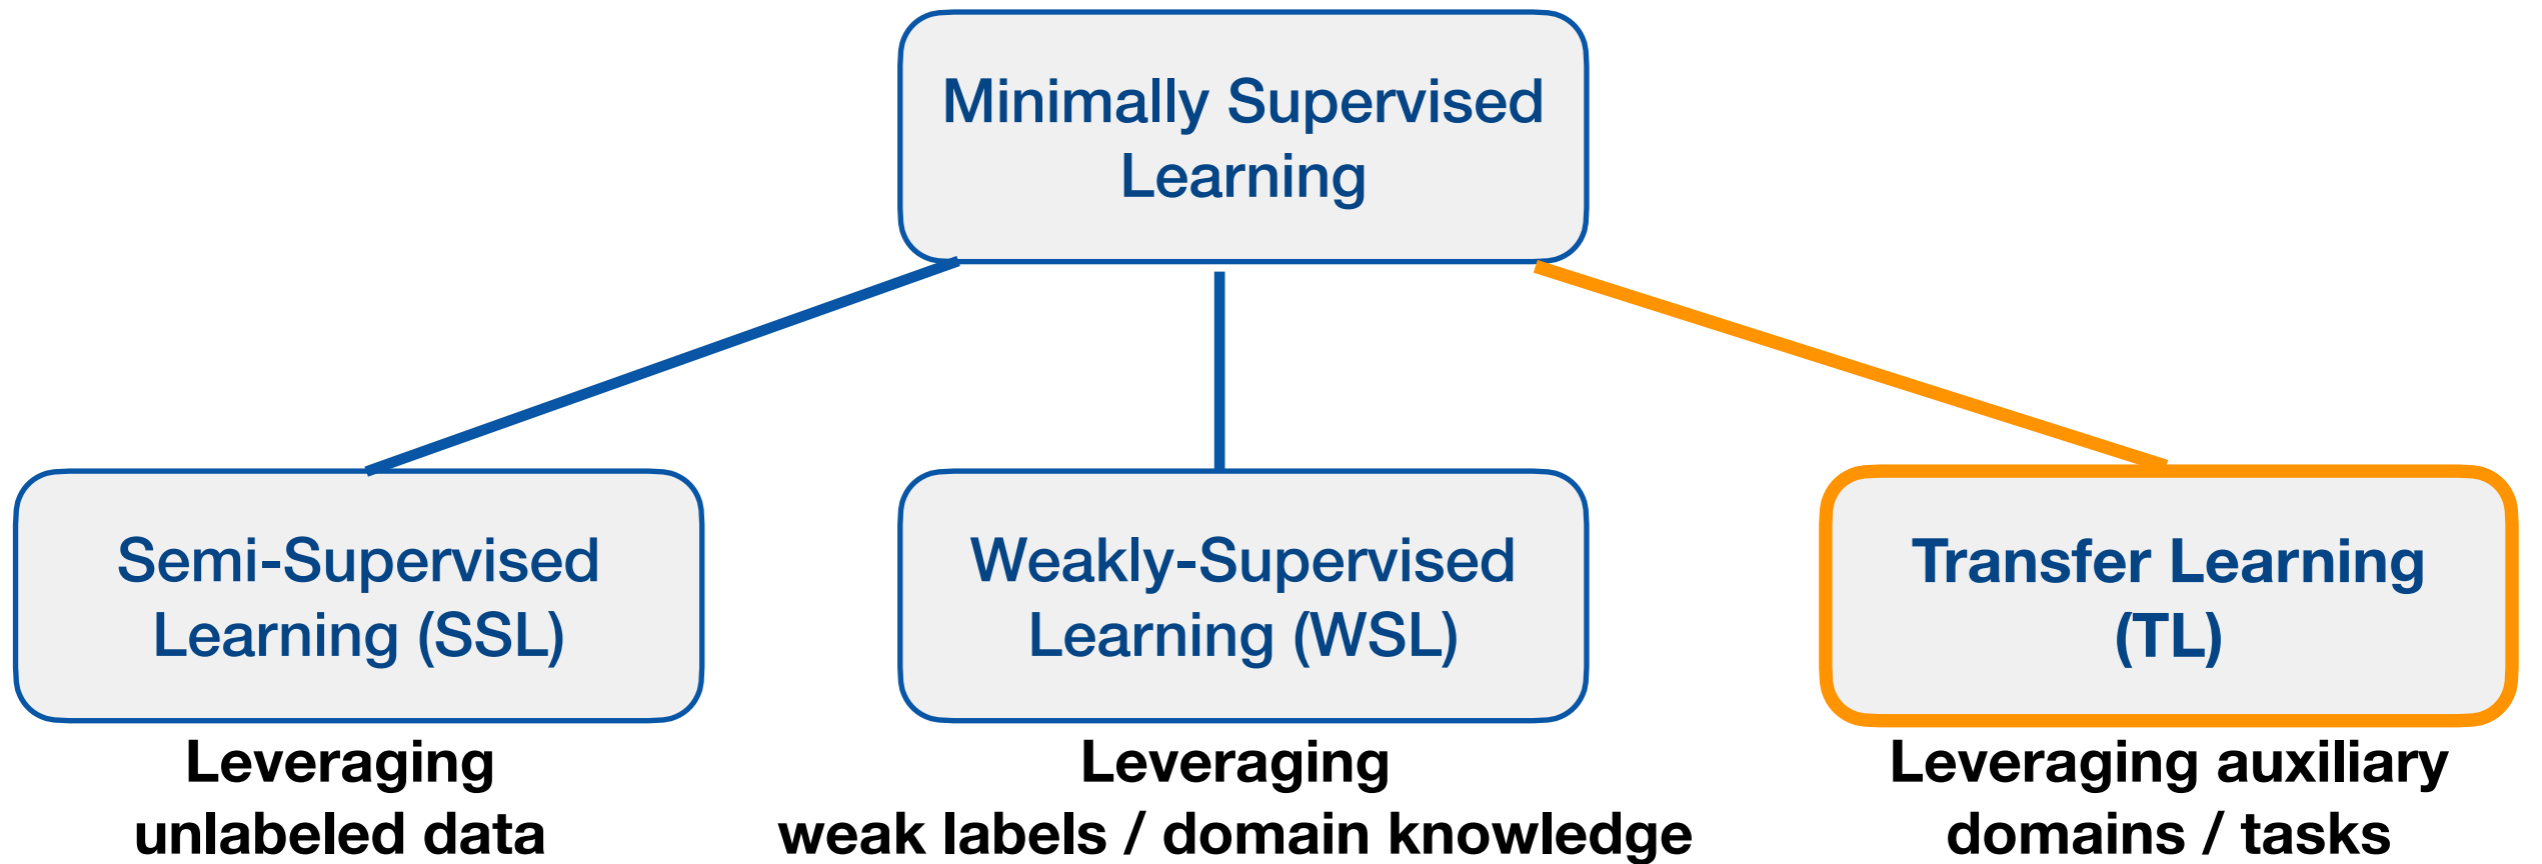 Minimally Supervised
Learning
Semi-Supervised
Learning (SSL)
Weakly-Supervised
Learning (WSL)
Transfer Learning
(TL)
Leveraging
unlabeled data
Leveraging
weak labels / domain knowledge
Leveraging auxiliary
domains / tasks